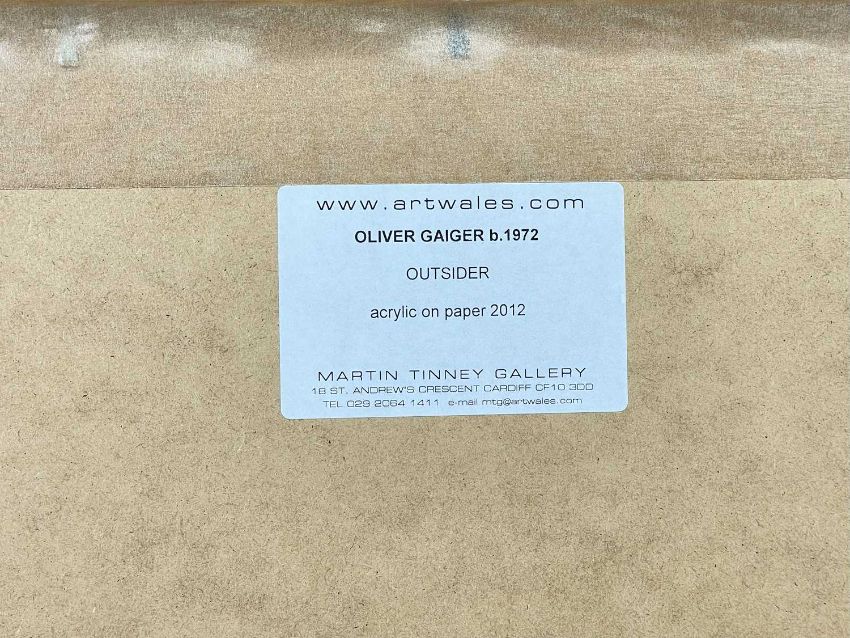 www.artwales.com
OLIVER GAIGER b.1972
OUTSIDER
acrylic on paper 2012
MARTIN TINNEY GALLERY
18 ST. ANDREW'S CRESCENT CARDIFF CF10 3DD
TEL 029 2064 1411 e-mail mtg@artwales.com